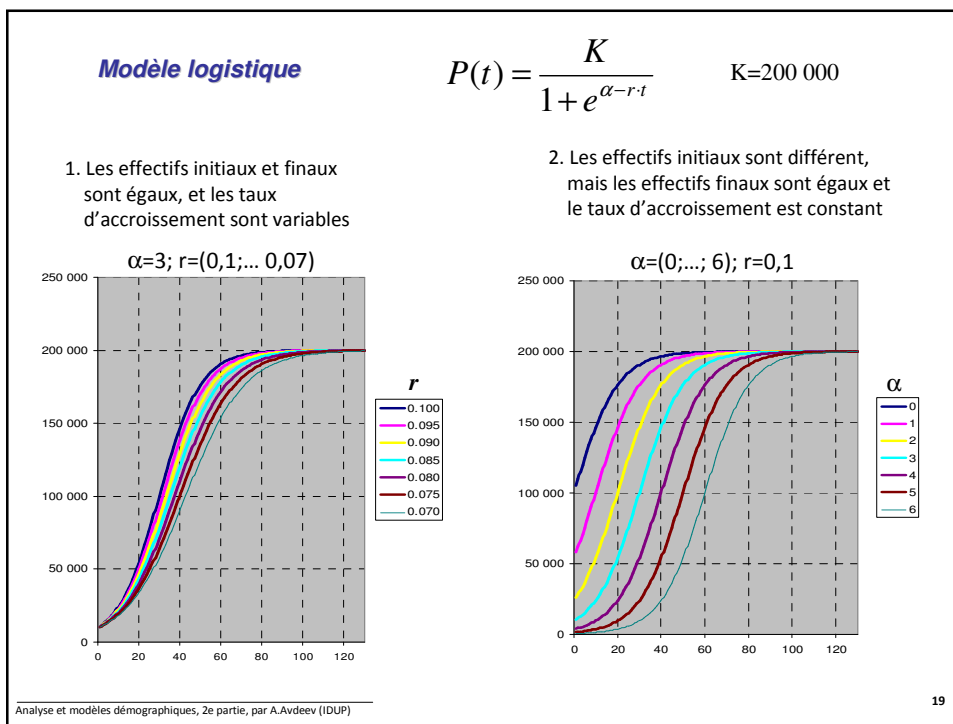 Modèle logistique
P(t) = K / (1 + e^(α−r·t))
K=200 000
1. Les effectifs initiaux et finaux
sont égaux, et les taux
d'accroissement sont variables
α=3; r=(0,1;... 0,07)
250 000
200 000
150 000
100 000
50 000
0
0 20 40 60 80 100 120
r
0.100
0.095
0.090
0.085
0.080
0.075
0.070
2. Les effectifs initiaux sont différent,
mais les effectifs finaux sont égaux et
le taux d'accroissement est constant
α=(0;...; 6); r=0,1
250 000
200 000
150 000
100 000
50 000
0
0 20 40 60 80 100 120
α
0
1
2
3
4
5
6
Analyse et modèles démographiques, 2e partie, par A.Avdeev (IDUP)
19